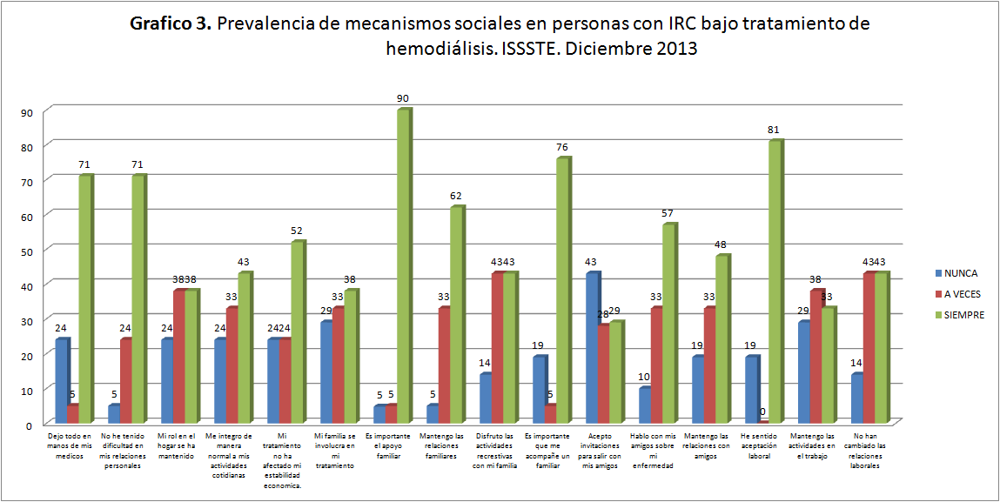 Grafico 3. Prevalencia de mecanismos sociales en personas con IRC bajo tratamiento de
hemodiálisis. ISSSTE. Diciembre 2013
90
80
70
60
50
40
30
20
10
0
24 5 71
5 24 71
24 38 38
24 33 43
24 24 52
29 33 38
5 5 90
5 33 62
14 43 43
19 5 76
43 28 29
10 33 57
19 33 48
19 0 81
29 38 33
14 43 43
Dejo todo en
manos de mis
medicos
No he tenido
dificultad en
mis relaciones
personales
Mi rol en el
hogar se ha
mantenido
Me integro de
manera
normal a mis
actividades
cotidianas
Mi
tratamiento
no ha
afectado mi
estabilidad
economica.
Mi familia se
involucra en mi
tratamiento
Es importante
el apoyo
familiar
Mantengo las
relaciones
familiares
Disfruto las
actividades
recrestivas
con mi familia
Es importante
que me
acompañe un
familiar
Acepto
invitaciones
para salir con
mis amigos
Hablo con mis
amigos sobre
mi
enfermedad
Mantengo las
relaciones con
amigos
He sentido
aceptación
laboral
Mantengo las
actividades en
el trabajo
No han
cambiado las
relaciones
laborales
NUNCA
A VECES
SIEMPRE